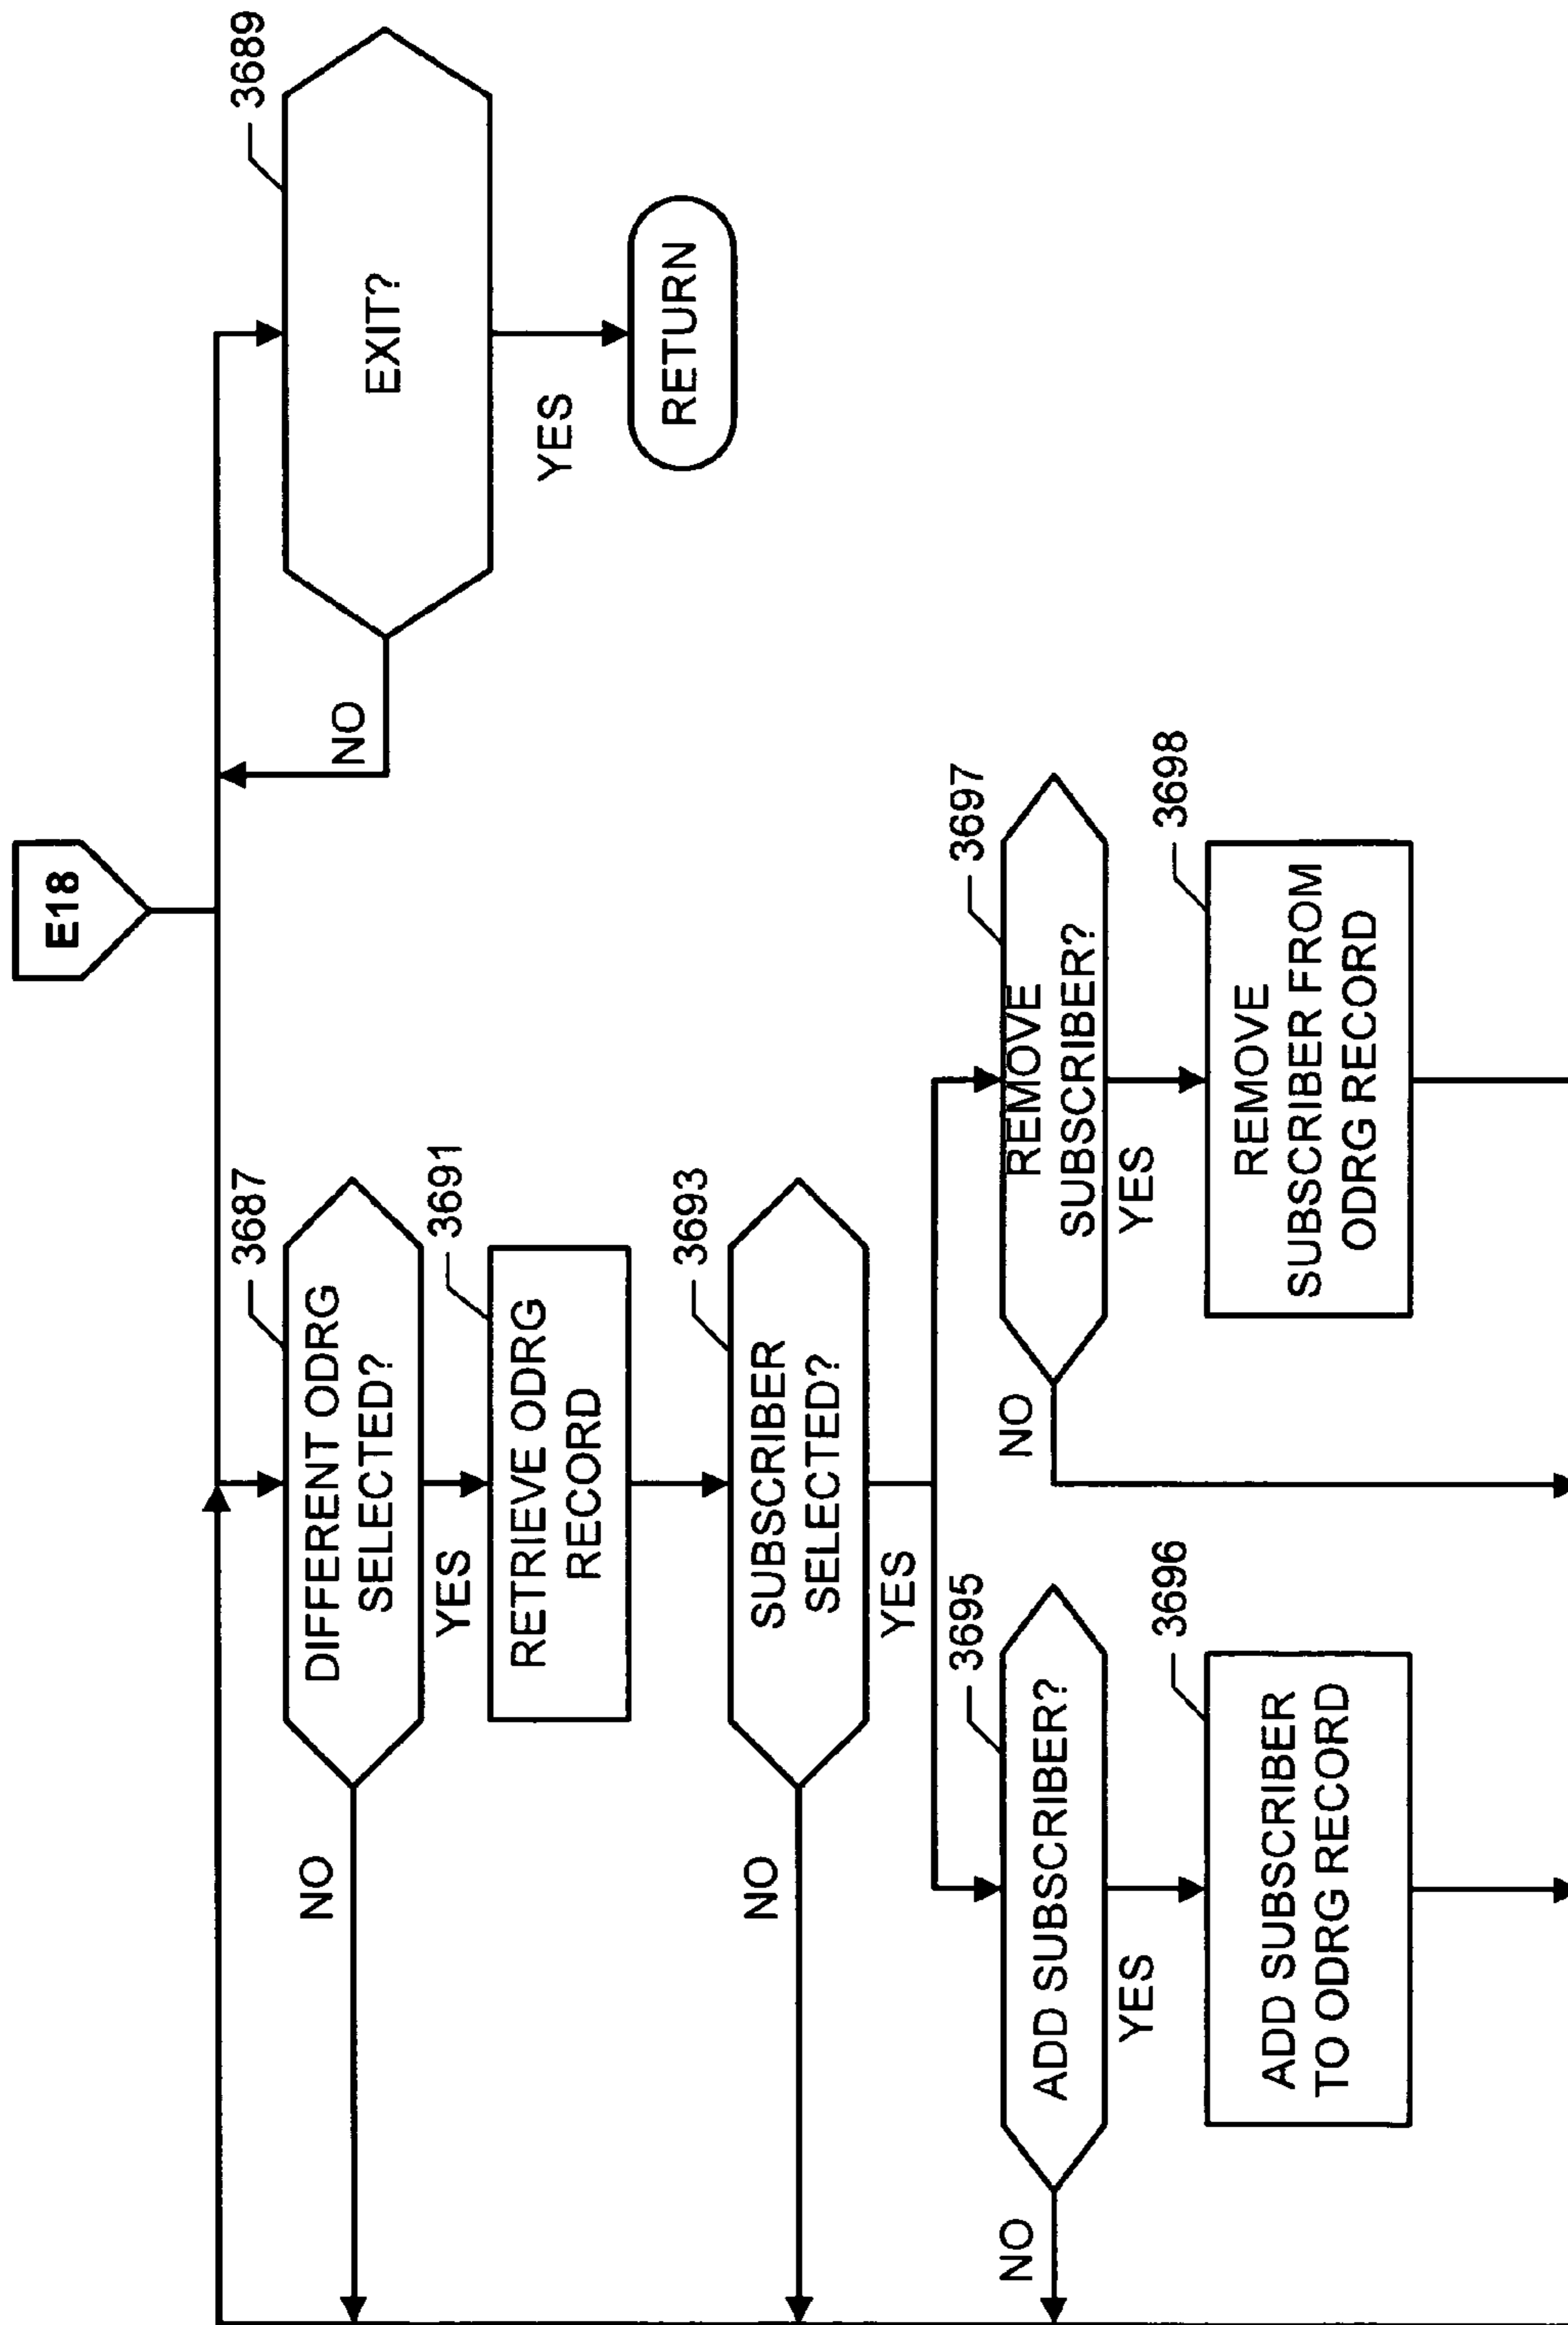 E18
3687
DIFFERENT ODRG
SELECTED?
NO
YES
3689
EXIT?
NO
YES
RETURN
3691
RETRIEVE ODRG
RECORD
3693
SUBSCRIBER
SELECTED?
NO
YES
3695
ADD SUBSCRIBER?
NO
YES
3696
ADD SUBSCRIBER
TO ODRG RECORD
3697
REMOVE
SUBSCRIBER?
NO
YES
3698
REMOVE
SUBSCRIBER FROM
ODRG RECORD